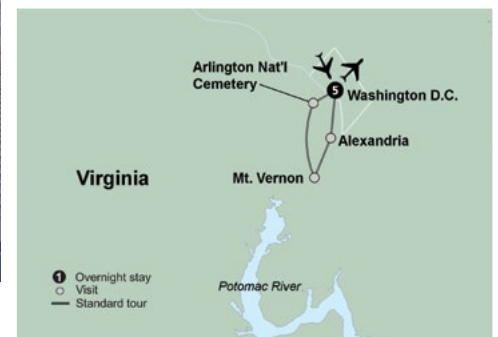 Arlington Nat'l
Cemetery
5
Washington D.C.
Alexandria
Virginia
Mt. Vernon
1 Overnight stay
Visit
Standard tour
Potomac River